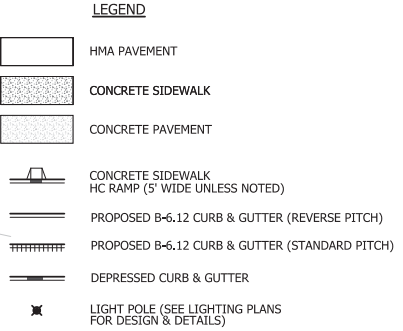 LEGEND
HMA PAVEMENT
CONCRETE SIDEWALK
CONCRETE PAVEMENT
CONCRETE SIDEWALK
HC RAMP (5' WIDE UNLESS NOTED)
PROPOSED B-6.12 CURB & GUTTER (REVERSE PITCH)
PROPOSED B-6.12 CURB & GUTTER (STANDARD PITCH)
DEPRESSED CURB & GUTTER
LIGHT POLE (SEE LIGHTING PLANS
FOR DESIGN & DETAILS)